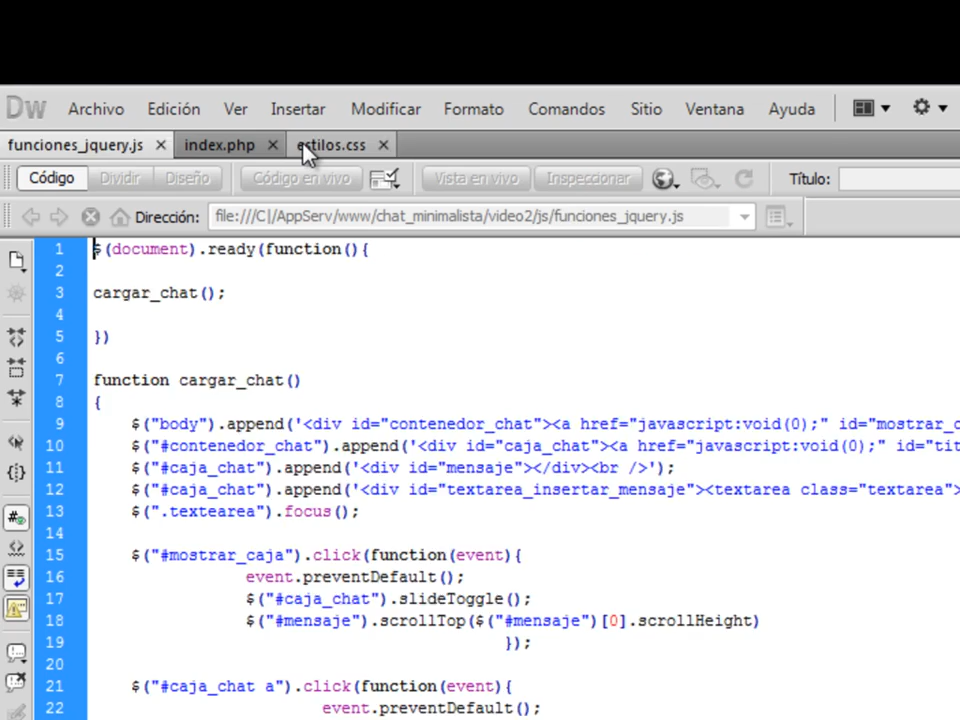 Dw Archivo Edición Ver Insertar Modificar Formato Comandos Sitio Ventana Ayuda
funciones_jquery.js × index.php × estilos.css ×
Código Dividir Diseño Código en vivo Vista en vivo Inspeccionar Título:
Dirección: file:///C|/AppServ/www/chat_minimalista/video2/js/funciones_jquery.js
1 $(document).ready(function(){
2
3 cargar_chat();
4
5 })
6
7 function cargar_chat()
8 {
9 $("body").append('<div id="contenedor_chat"><a href="javascript:void(0);" id="mostrar_c
10 $("#contenedor_chat").append('<div id="caja_chat"><a href="javascript:void(0);" id="tit
11 $("#caja_chat").append('<div id="mensaje"></div><br />');
12 $("#caja_chat").append('<div id="textarea_insertar_mensaje"><textarea class="textarea">
13 $(".textearea").focus();
14
15 $("#mostrar_caja").click(function(event){
16 event.preventDefault();
17 $("#caja_chat").slideToggle();
18 $("#mensaje").scrollTop($("#mensaje")[0].scrollHeight)
19 });
20
21 $("#caja_chat a").click(function(event){
22 event.preventDefault();